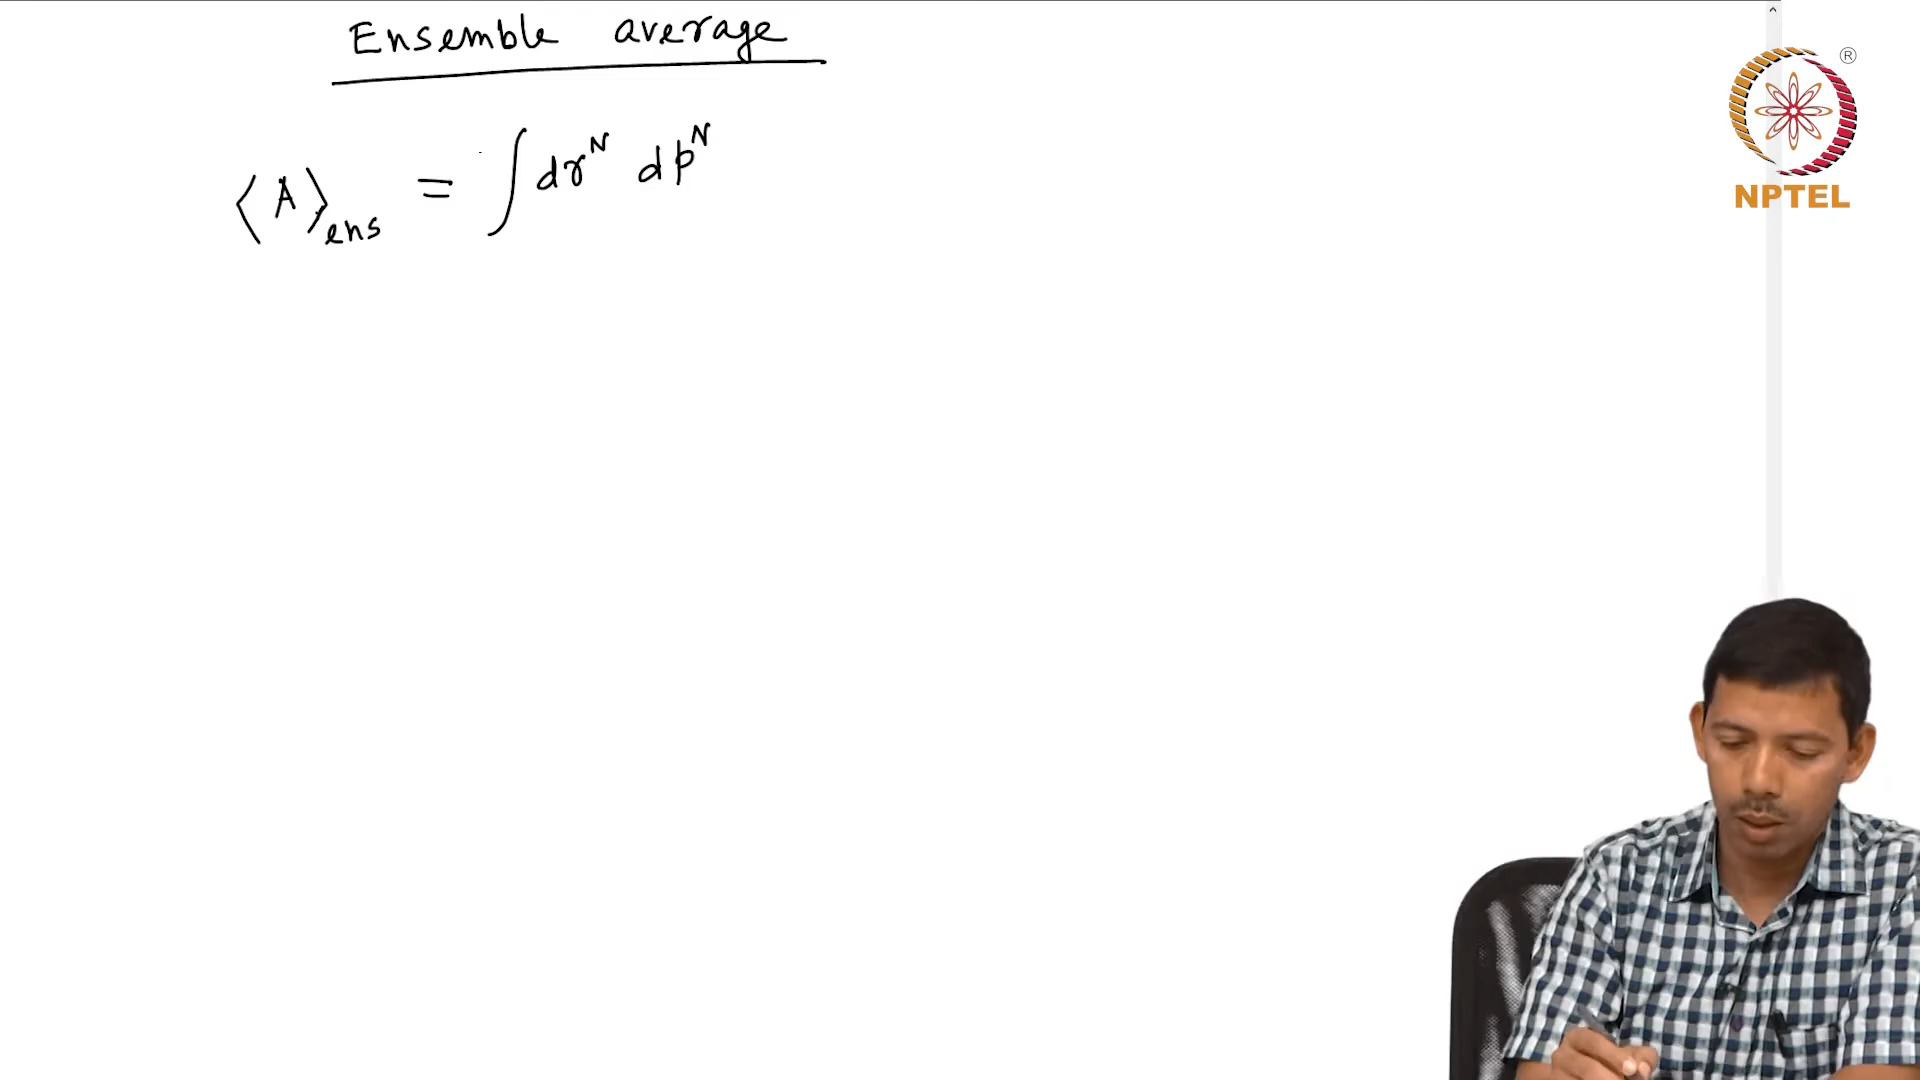 Ensemble average
⟨A⟩ens = ∫ dr^N dp^N
®
NPTEL